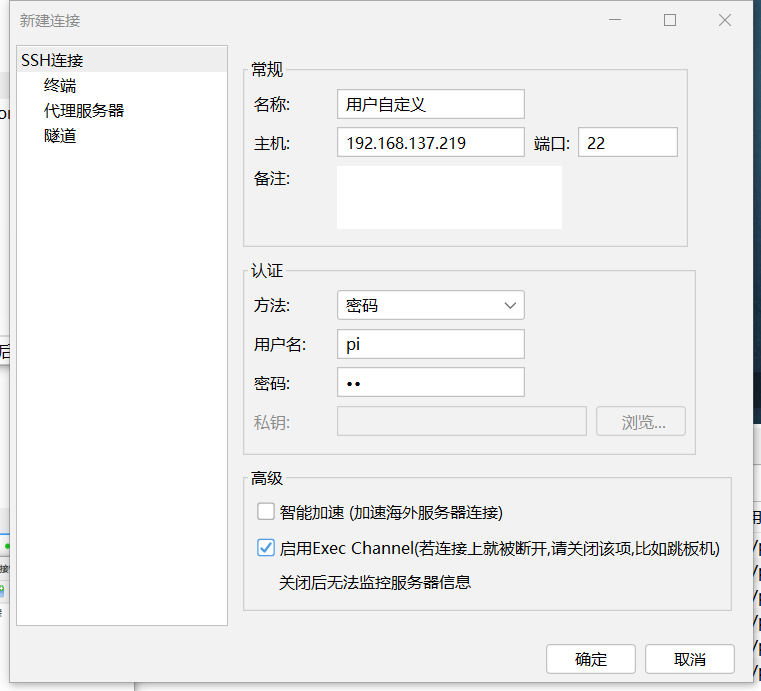 新建连接
SSH连接
终端
代理服务器
隧道
常规
名称: 用户自定义
主机: 192.168.137.219 端口: 22
备注:
认证
方法: 密码
用户名: pi
密码: ••
私钥: 浏览...
高级
智能加速 (加速海外服务器连接)
启用Exec Channel(若连接上就被断开,请关闭该项,比如跳板机)
关闭后无法监控服务器信息
确定 取消